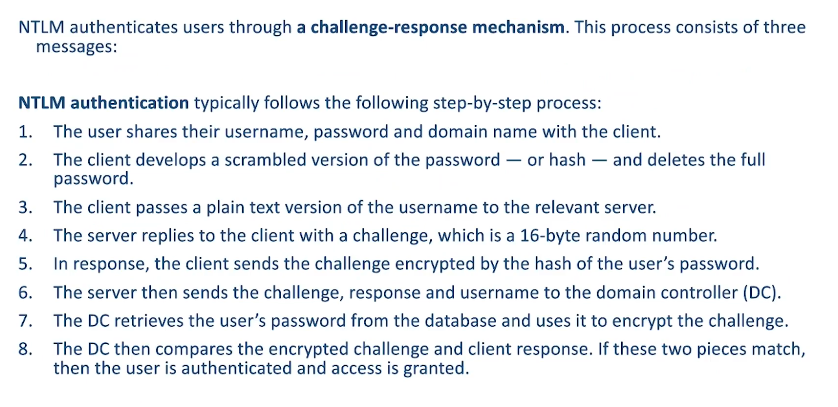 NTLM authenticates users through a challenge-response mechanism. This process consists of three
messages:
NTLM authentication typically follows the following step-by-step process:
1. The user shares their username, password and domain name with the client.
2. The client develops a scrambled version of the password — or hash — and deletes the full
password.
3. The client passes a plain text version of the username to the relevant server.
4. The server replies to the client with a challenge, which is a 16-byte random number.
5. In response, the client sends the challenge encrypted by the hash of the user’s password.
6. The server then sends the challenge, response and username to the domain controller (DC).
7. The DC retrieves the user’s password from the database and uses it to encrypt the challenge.
8. The DC then compares the encrypted challenge and client response. If these two pieces match,
then the user is authenticated and access is granted.